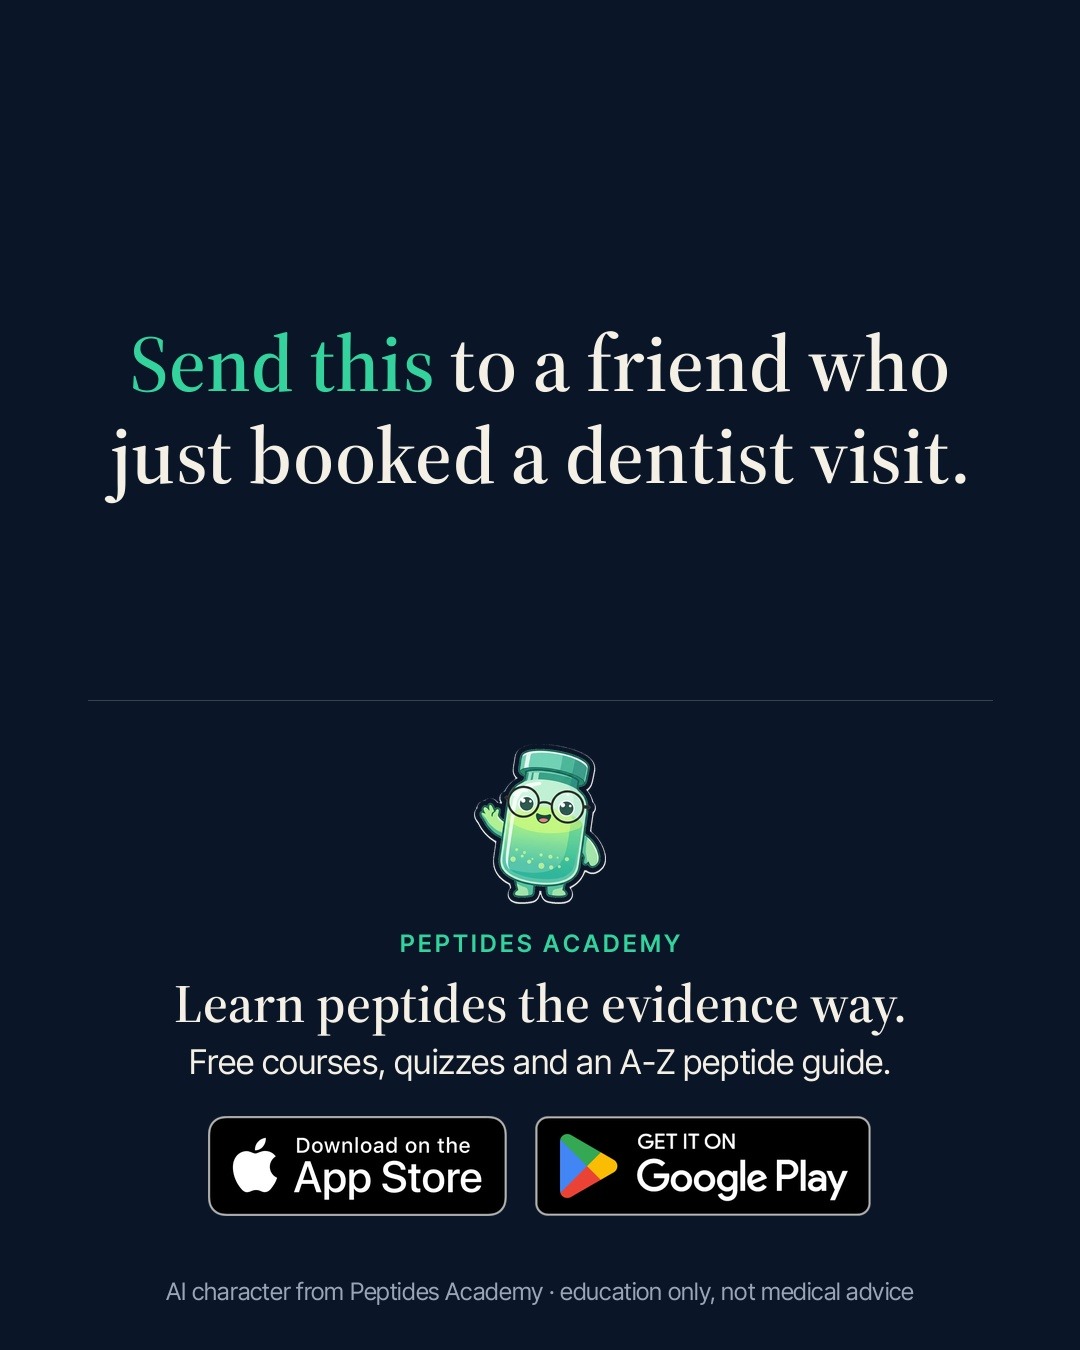 Send this to a friend who
just booked a dentist visit.
PEPTIDES ACADEMY
Learn peptides the evidence way.
Free courses, quizzes and an A-Z peptide guide.
Download on the
App Store
GET IT ON
Google Play
AI character from Peptides Academy · education only, not medical advice